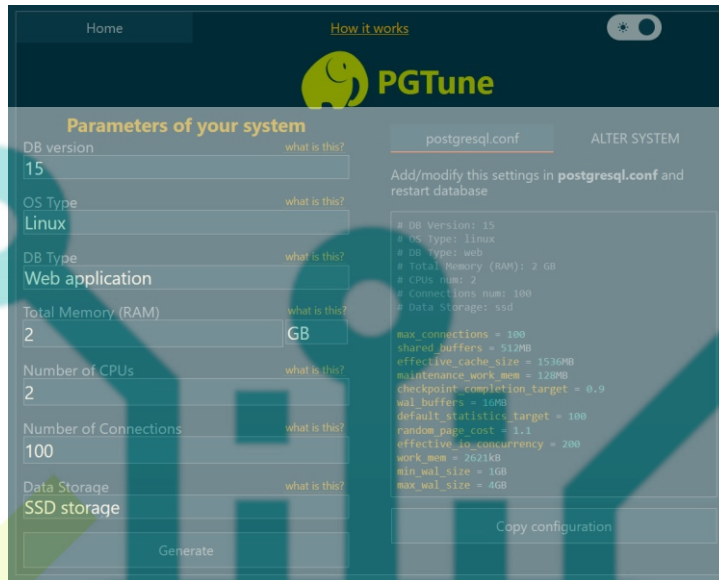 Home
How it works
PGTune
Parameters of your system
DB version what is this?
15
OS Type what is this?
Linux
DB Type what is this?
Web application
Total Memory (RAM) what is this?
2 GB
Number of CPUs what is this?
2
Number of Connections what is this?
100
Data Storage what is this?
SSD storage
Generate
postgresql.conf ALTER SYSTEM
Add/modify this settings in postgresql.conf and
restart database
# DB Version: 15
# OS Type: linux
# DB Type: web
# Total Memory (RAM): 2 GB
# CPUs num: 2
# Connections num: 100
# Data Storage: ssd
max_connections = 100
shared_buffers = 512MB
effective_cache_size = 1536MB
maintenance_work_mem = 128MB
checkpoint_completion_target = 0.9
wal_buffers = 16MB
default_statistics_target = 100
random_page_cost = 1.1
effective_io_concurrency = 200
work_mem = 2621kB
min_wal_size = 1GB
max_wal_size = 4GB
Copy configuration